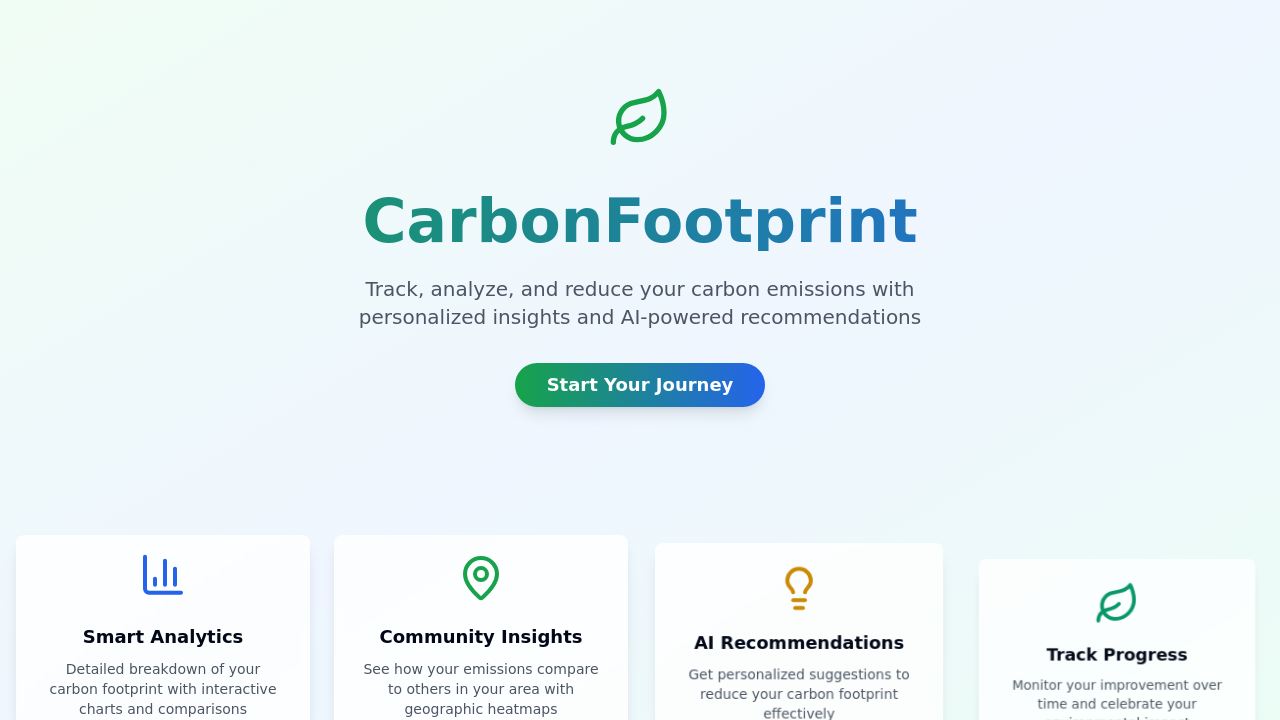 CarbonFootprint
Track, analyze, and reduce your carbon emissions with
personalized insights and AI-powered recommendations
Start Your Journey
Smart Analytics
Detailed breakdown of your
carbon footprint with interactive
charts and comparisons
Community Insights
See how your emissions compare
to others in your area with
geographic heatmaps
AI Recommendations
Get personalized suggestions to
reduce your carbon footprint
effectively
Track Progress
Monitor your improvement over
time and celebrate your
environmental impact